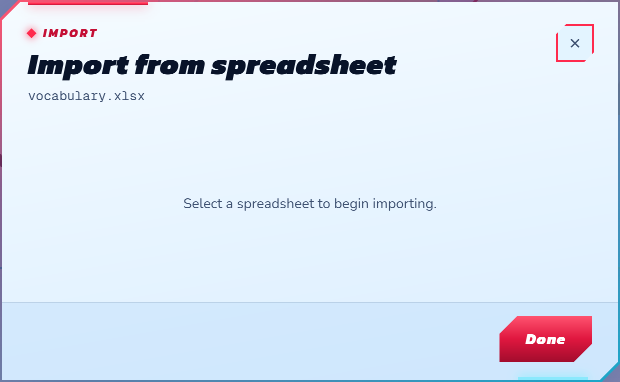 IMPORT
Import from spreadsheet
vocabulary.xlsx
Select a spreadsheet to begin importing.
Done